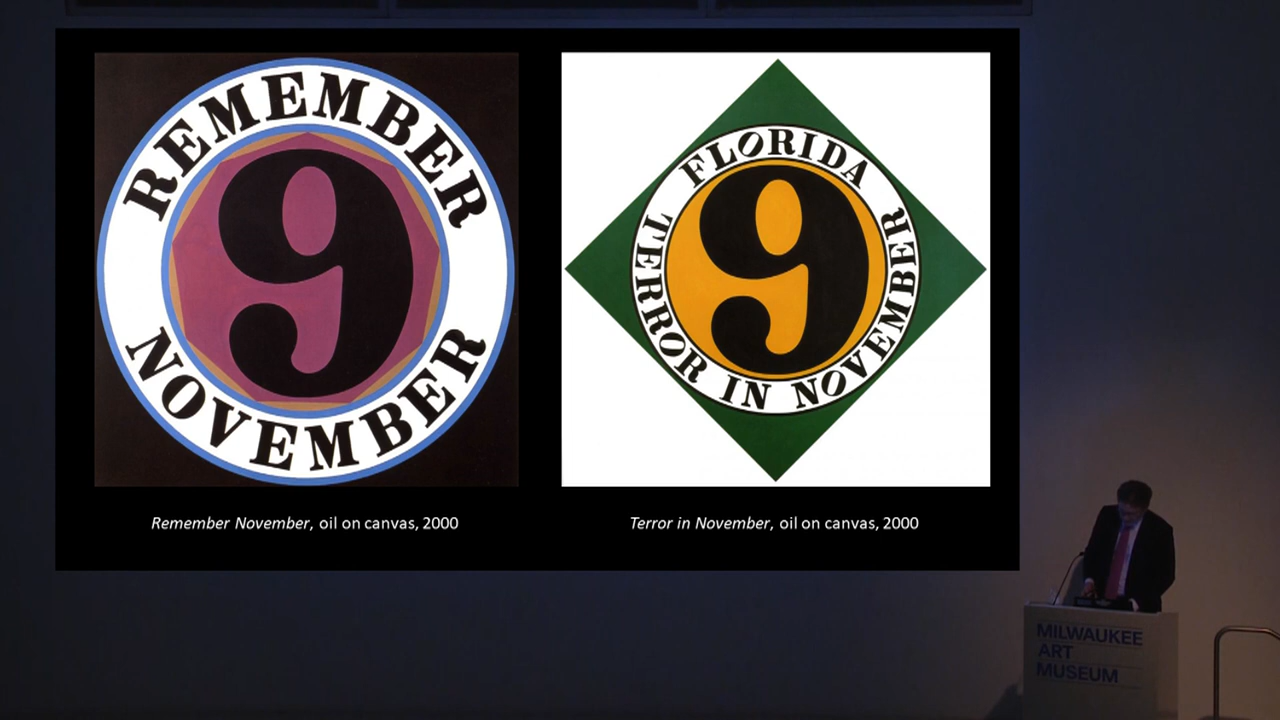 REMEMBER
9
NOVEMBER
FLORIDA
9
TERROR IN NOVEMBER
Remember November, oil on canvas, 2000
Terror in November, oil on canvas, 2000
MILWAUKEE
ART
MUSEUM